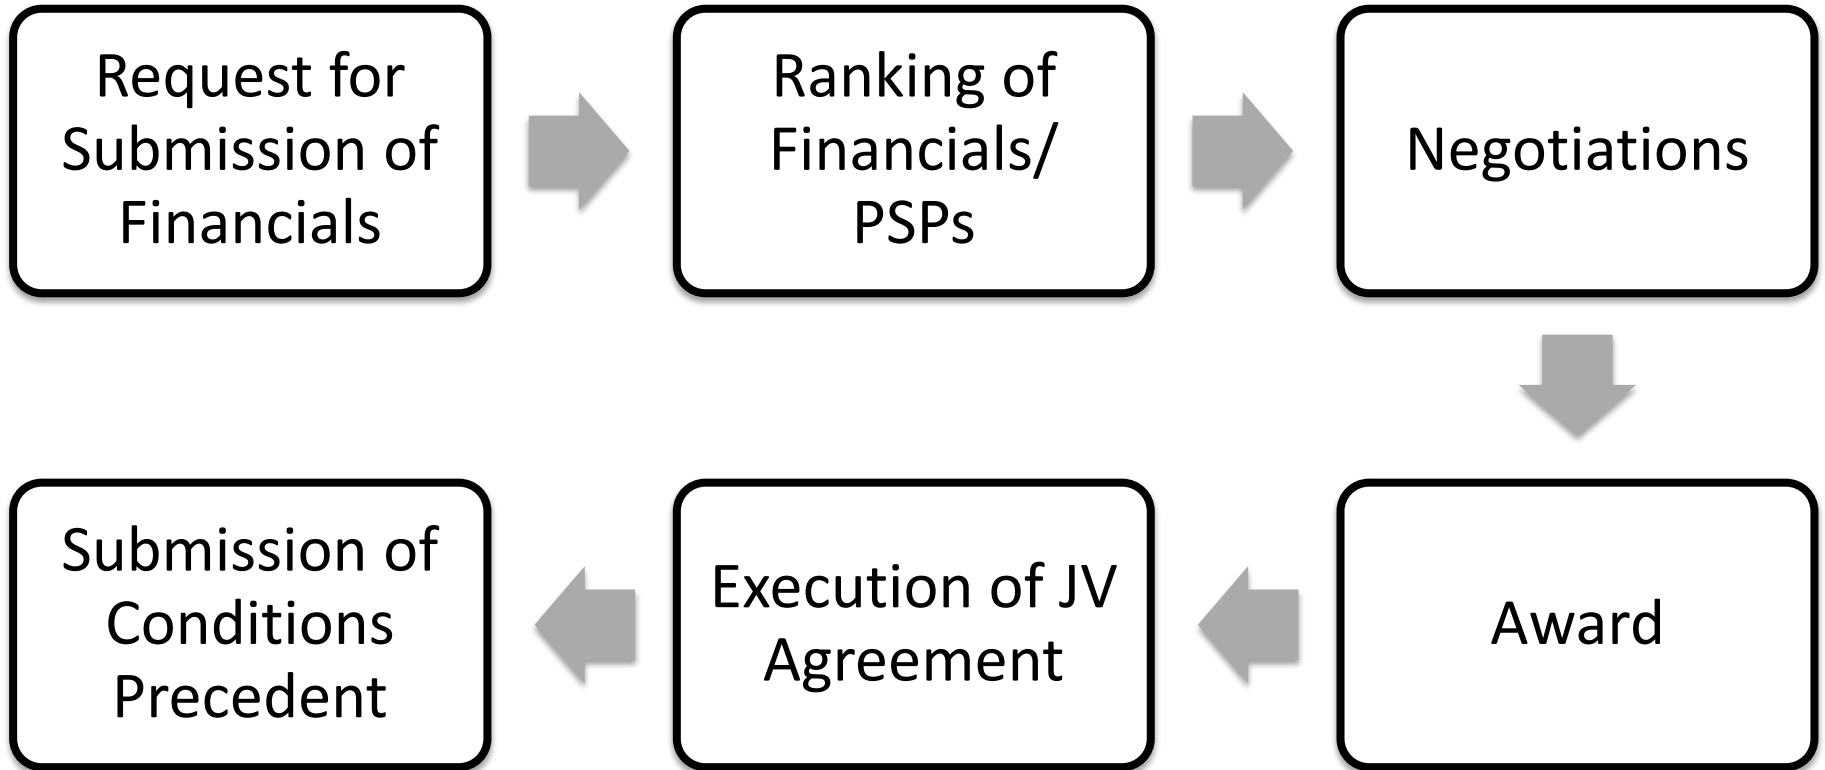 Request for
Submission of
Financials
Ranking of
Financials/
PSPs
Negotiations
Award
Execution of JV
Agreement
Submission of
Conditions
Precedent